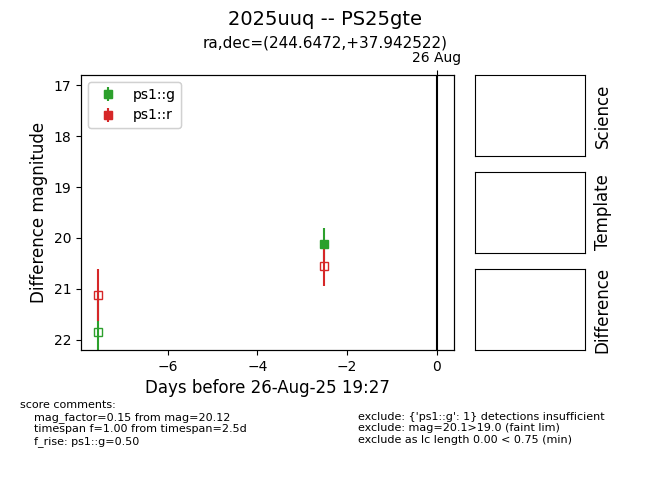 2025uuq -- PS25gte
ra,dec=(244.6472,+37.942522)
26 Aug
ps1::g
ps1::r
17
18
19
20
21
22
Difference magnitude
−6
−4
−2
0
Days before 26-Aug-25 19:27
Science
Template
Difference
score comments:
mag_factor=0.15 from mag=20.12
timespan f=1.00 from timespan=2.5d
f_rise: ps1::g=0.50
exclude: {'ps1::g': 1} detections insufficient
exclude: mag=20.1>19.0 (faint lim)
exclude as lc length 0.00 < 0.75 (min)